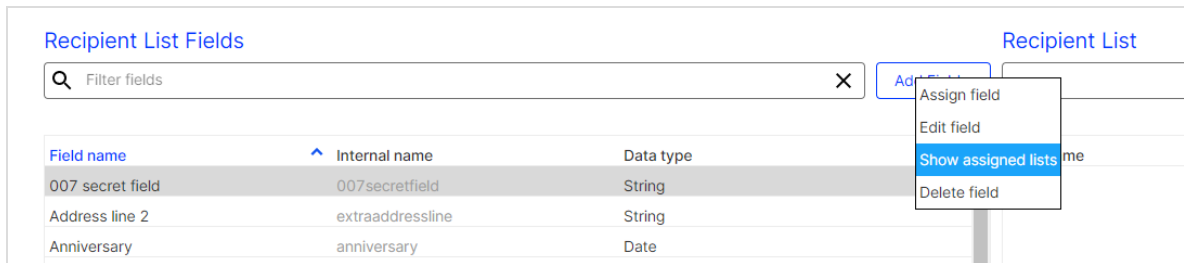 Recipient List Fields
Recipient List
Filter fields
Assign field
Edit field
Show assigned lists
Delete field
Field name Internal name Data type
007 secret field 007secretfield String
Address line 2 extraaddressline String
Anniversary anniversary Date